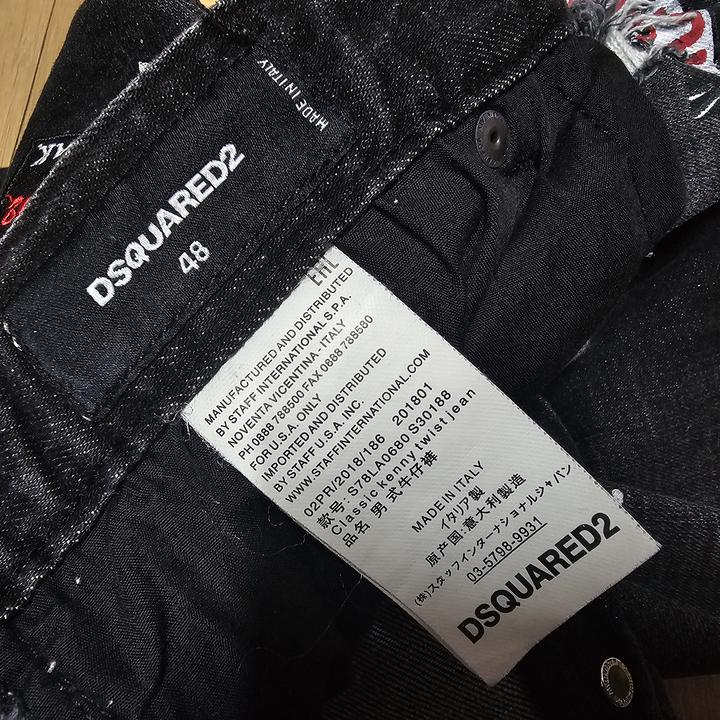 MADE IN ITALY
DSQUARED2
48
EAC
MANUFACTURED AND DISTRIBUTED
BY STAFF INTERNATIONAL S.P.A.
NOVENTA VICENTINA - ITALY
PH 0888 788500 FAX 0888 788580
FOR U.S.A. ONLY
IMPORTED AND DISTRIBUTED
BY STAFF U.S.A. INC.
WWW.STAFFINTERNATIONAL.COM
02PR/2018/186 201801
款号: S78LA0680 S30188
Classic kenny twist jean
品名 男 式牛仔裤
MADE IN ITALY
イタリア製
原产国:意大利製造
(株)スタッフインターナショナルジャパン
03-5798-9931
DSQUARED2